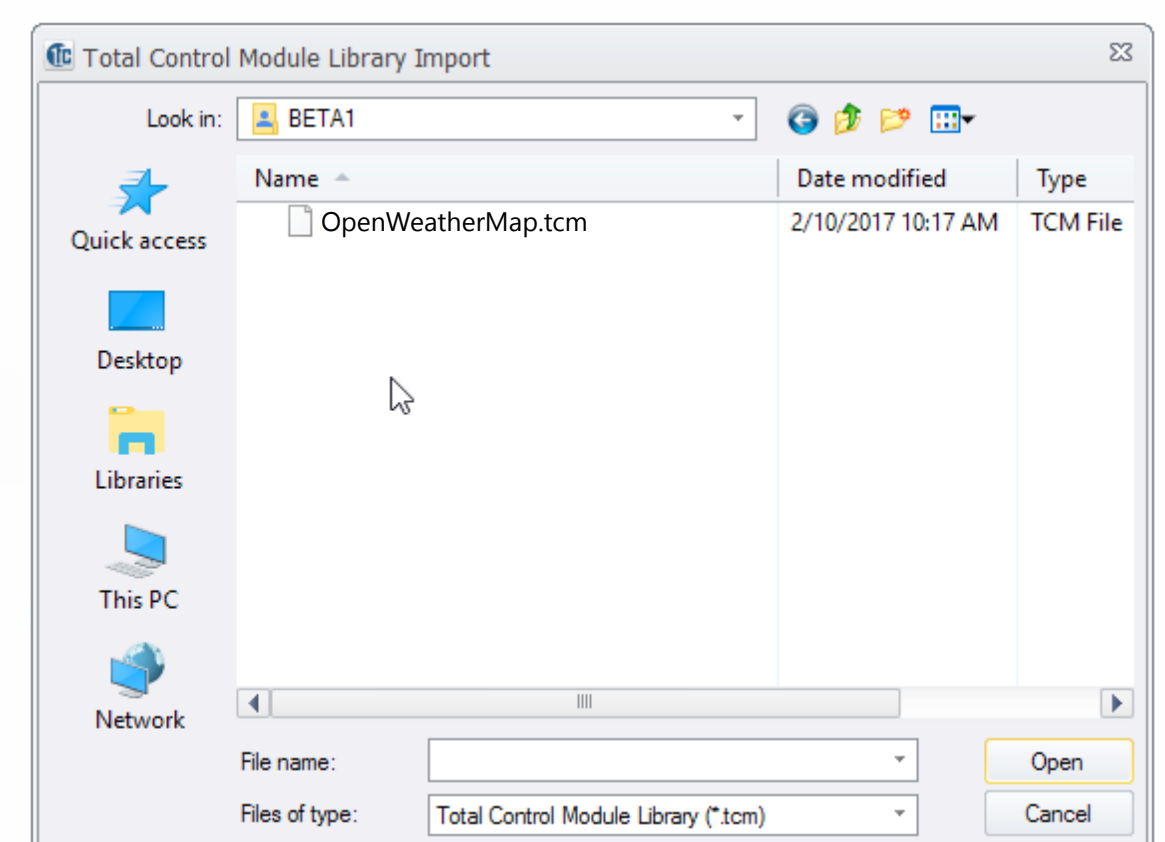 Total Control Module Library Import
Look in: BETA1
Name Date modified Type
OpenWeatherMap.tcm 2/10/2017 10:17 AM TCM File
Quick access
Desktop
Libraries
This PC
Network
File name: Open
Files of type: Total Control Module Library (*.tcm) Cancel